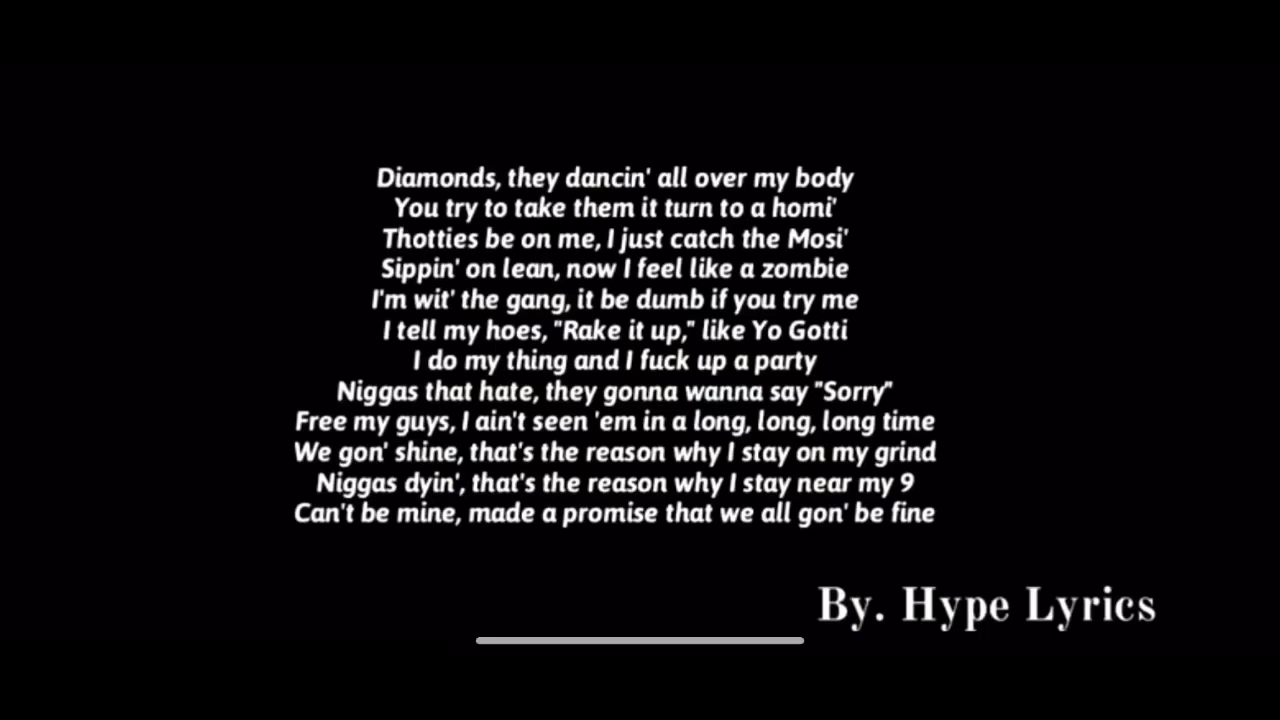 Diamonds, they dancin' all over my body
You try to take them it turn to a homi'
Thotties be on me, I just catch the Mosi'
Sippin' on lean, now I feel like a zombie
I'm wit' the gang, it be dumb if you try me
I tell my hoes, "Rake it up," like Yo Gotti
I do my thing and I fuck up a party
Niggas that hate, they gonna wanna say "Sorry"
Free my guys, I ain't seen 'em in a long, long, long time
We gon' shine, that's the reason why I stay on my grind
Niggas dyin', that's the reason why I stay near my 9
Can't be mine, made a promise that we all gon' be fine
By. Hype Lyrics